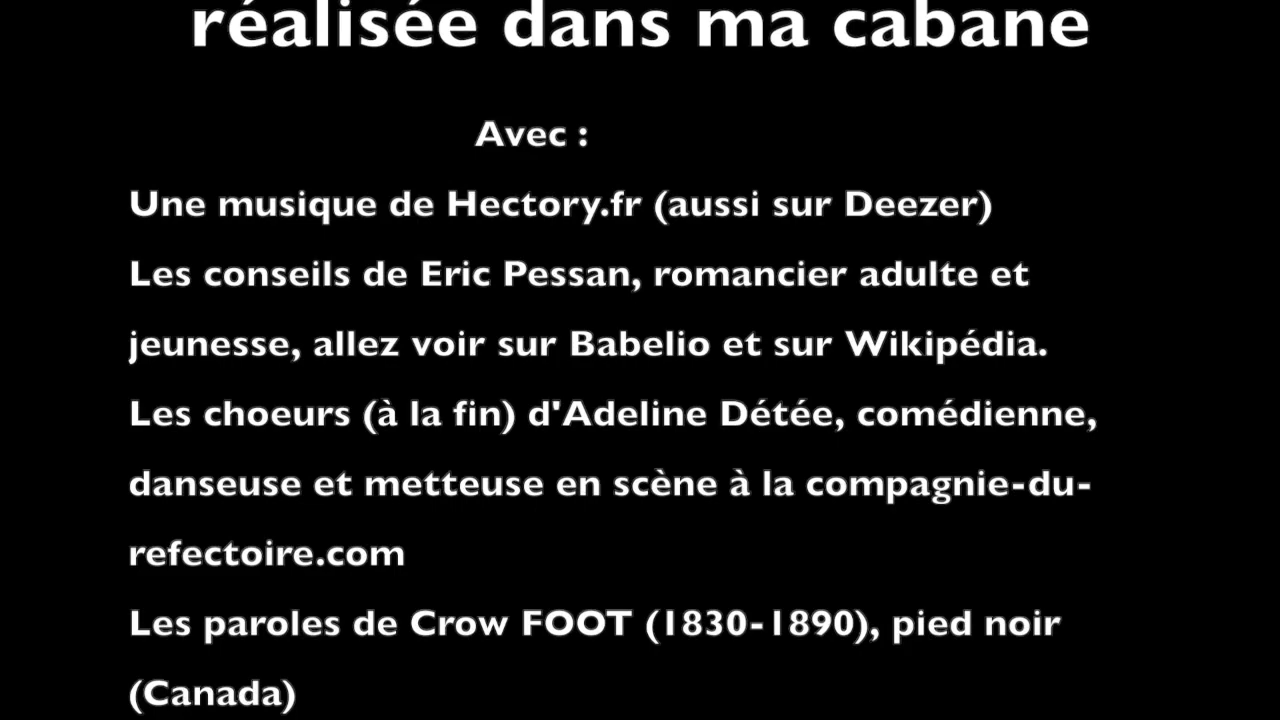 réalisée dans ma cabane
Avec :
Une musique de Hectory.fr (aussi sur Deezer)
Les conseils de Eric Pessan, romancier adulte et
jeunesse, allez voir sur Babelio et sur Wikipédia.
Les choeurs (à la fin) d'Adeline Détée, comédienne,
danseuse et metteuse en scène à la compagnie-du-
refectoire.com
Les paroles de Crow FOOT (1830-1890), pied noir
(Canada)